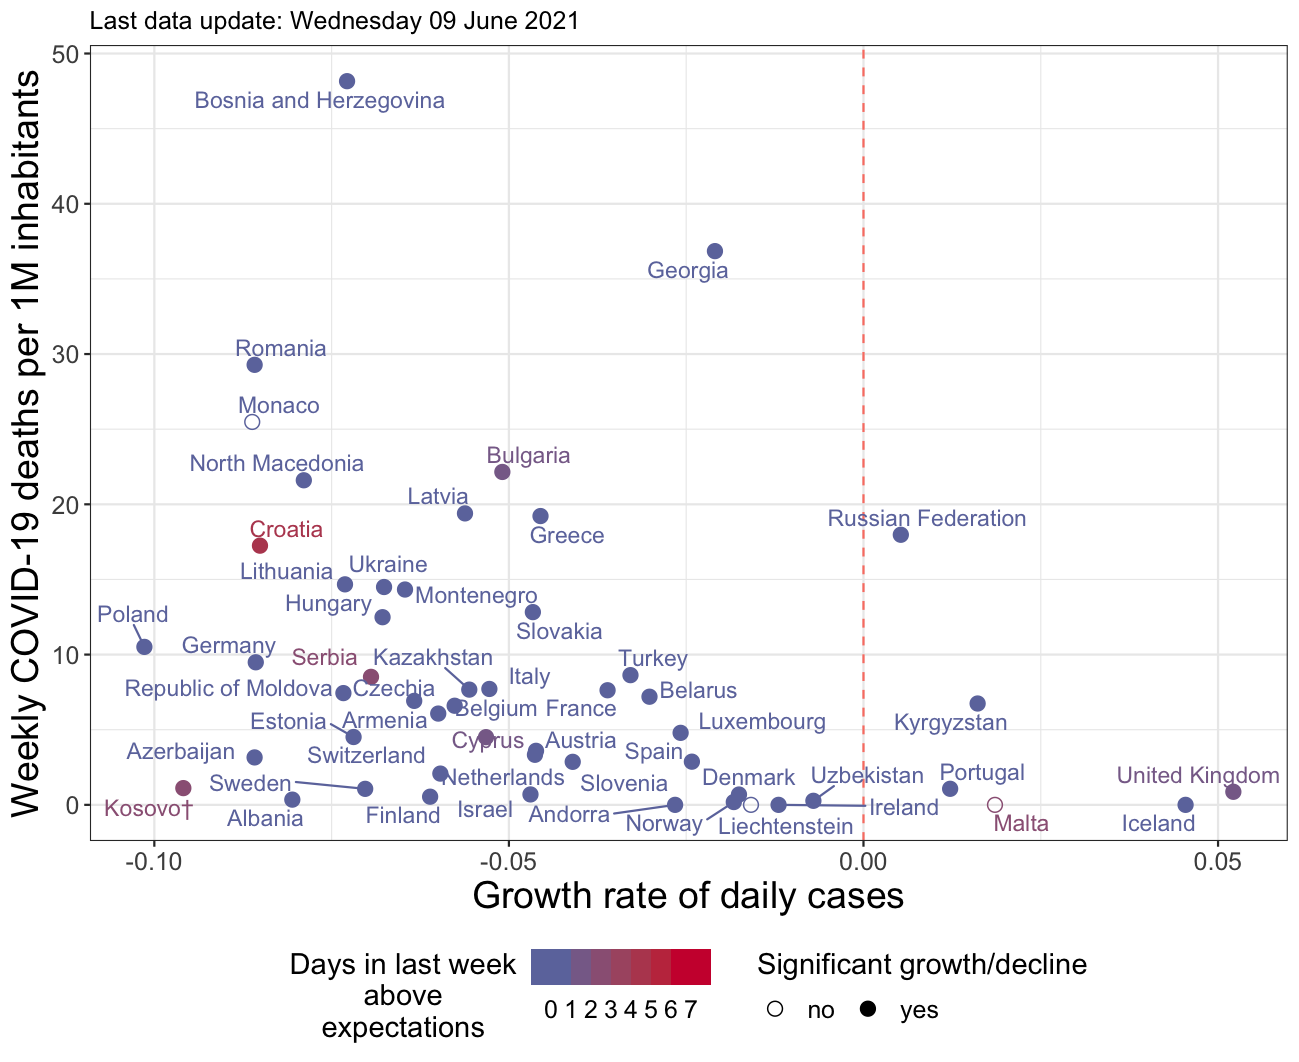 Last data update: Wednesday 09 June 2021
Weekly COVID-19 deaths per 1M inhabitants
50
40
30
20
10
0
Bosnia and Herzegovina
Georgia
Romania
Monaco
Bulgaria
North Macedonia
Latvia
Russian Federation
Croatia
Greece
Ukraine
Lithuania
Montenegro
Hungary
Poland
Slovakia
Germany
Serbia
Kazakhstan
Turkey
Italy
Republic of Moldova
Czechia
Belarus
Belgium
France
Estonia
Armenia
Luxembourg
Kyrgyzstan
Cyprus
Austria
Azerbaijan
Switzerland
Spain
Netherlands
Denmark
Uzbekistan
Portugal
United Kingdom
Sweden
Slovenia
Kosovo†
Albania
Finland
Israel
Andorra
Norway
Liechtenstein
Ireland
Malta
Iceland
-0.10
-0.05
0.00
0.05
Growth rate of daily cases
Days in last week
above
expectations
0 1 2 3 4 5 6 7
Significant growth/decline
no
yes